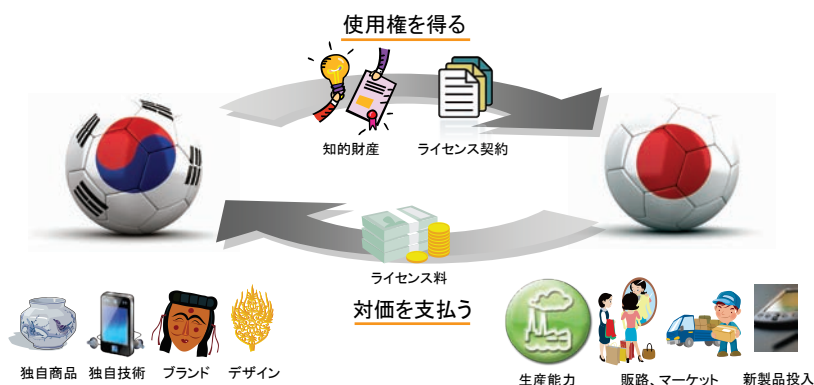 使用権を得る
知的財産
ライセンス契約
ライセンス料
対価を支払う
独自商品
独自技術
ブランド
デザイン
生産能力
販路、マーケット
新製品投入